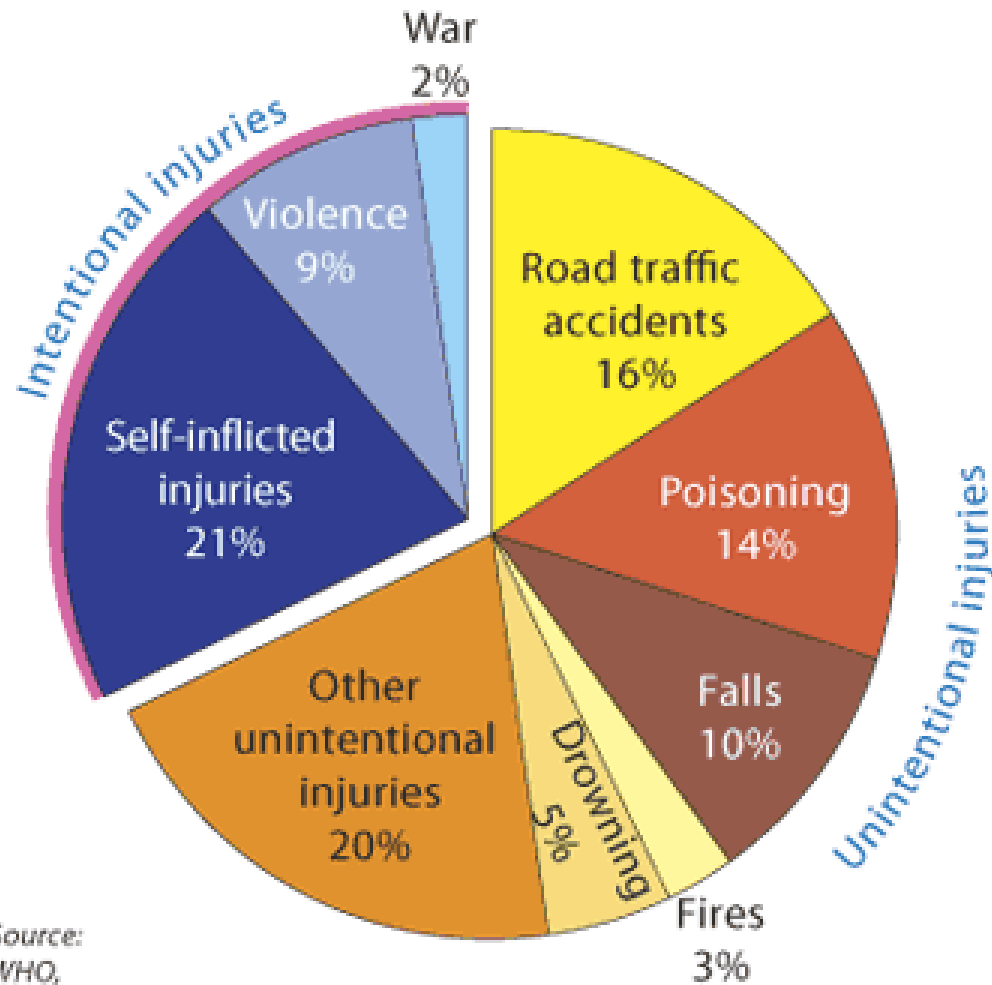 War
2%
Intentional injuries
Violence
9%
Road traffic
accidents
16%
Self-inflicted
injuries
21%
Poisoning
14%
Unintentional injuries
Falls
10%
Other
unintentional
injuries
20%
Drowning
5%
Fires
3%
Source:
WHO,